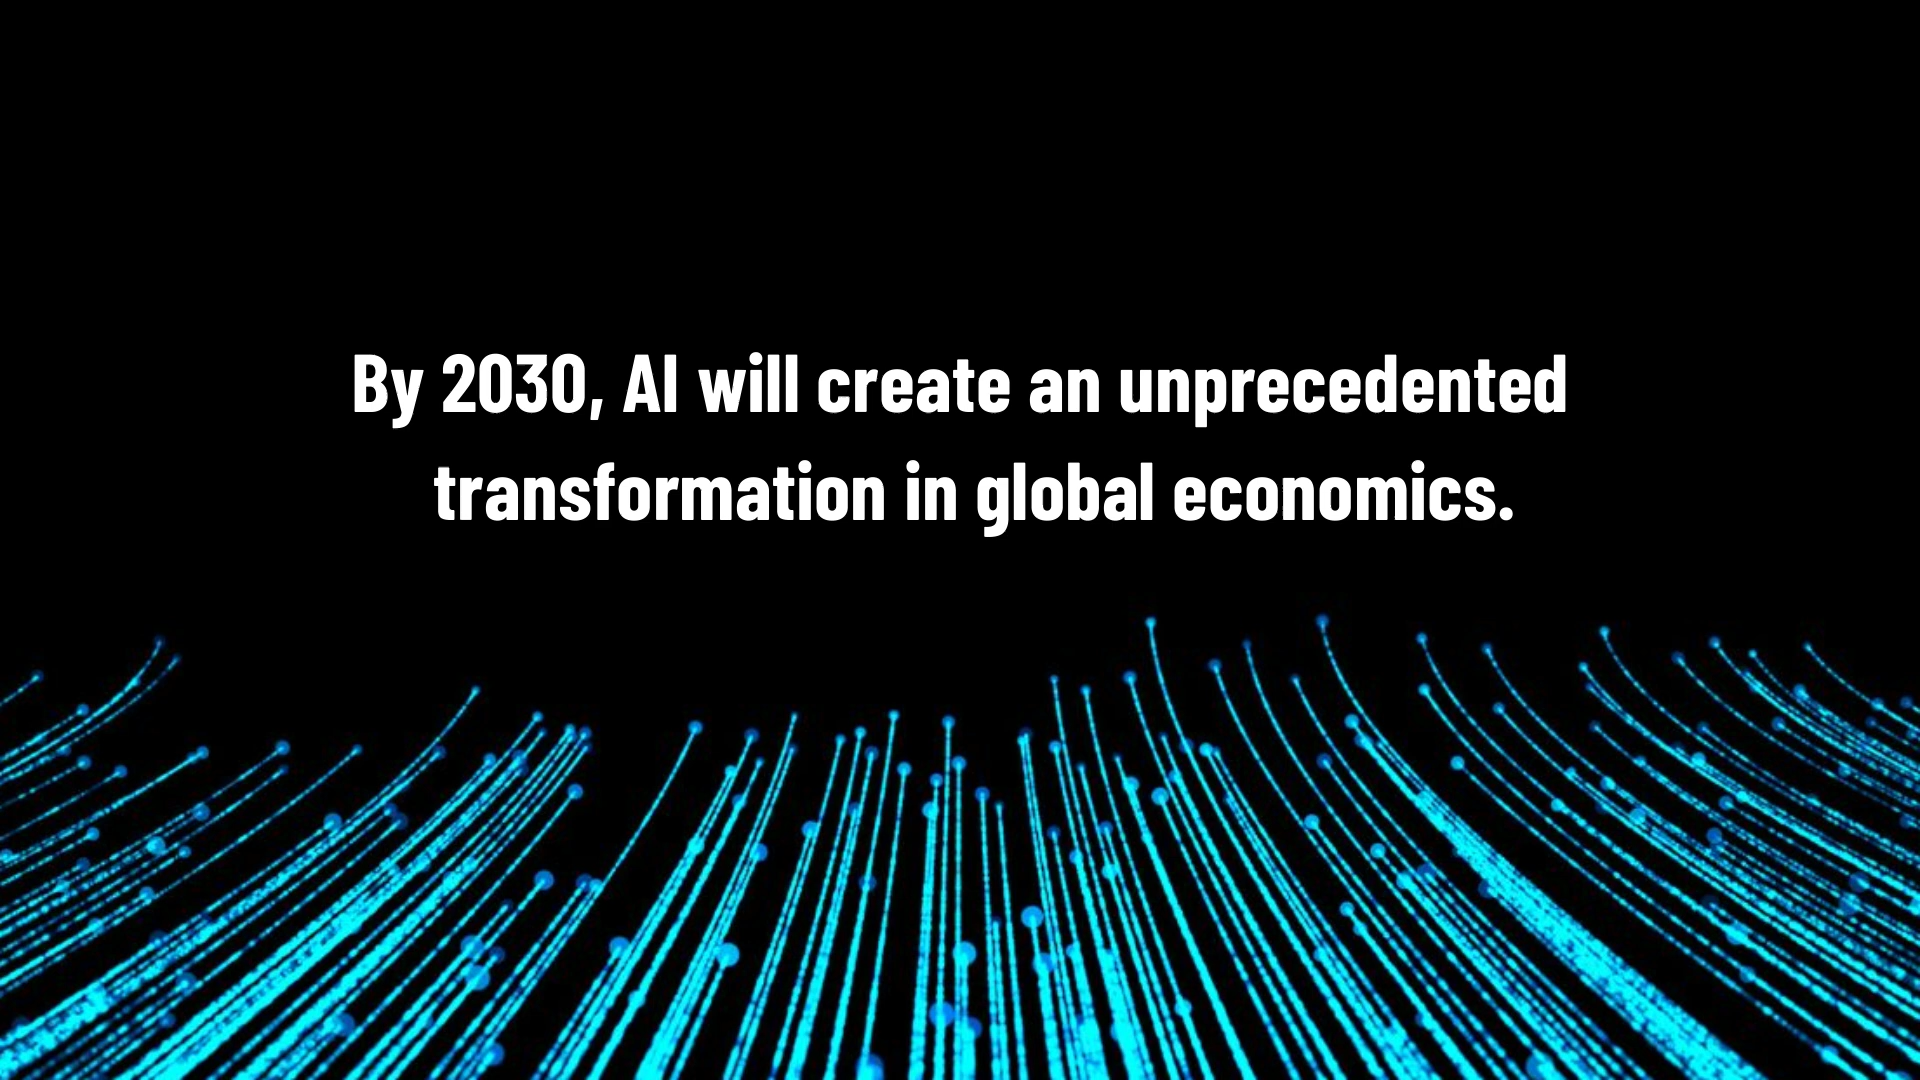 By 2030, AI will create an unprecedented
transformation in global economics.